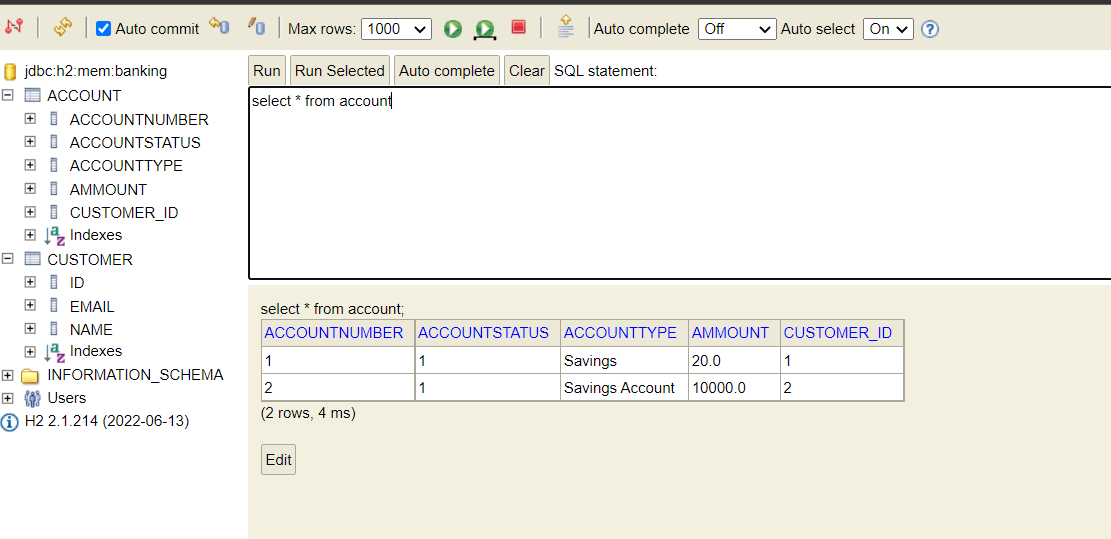 Auto commit Max rows: 1000 Auto complete Off Auto select On ?
jdbc:h2:mem:banking
ACCOUNT
ACCOUNTNUMBER
ACCOUNTSTATUS
ACCOUNTTYPE
AMMOUNT
CUSTOMER_ID
Indexes
CUSTOMER
ID
EMAIL
NAME
Indexes
INFORMATION_SCHEMA
Users
H2 2.1.214 (2022-06-13)
Run Run Selected Auto complete Clear SQL statement:
select * from account
select * from account;
ACCOUNTNUMBER ACCOUNTSTATUS ACCOUNTTYPE AMMOUNT CUSTOMER_ID
1 1 Savings 20.0 1
2 1 Savings Account 10000.0 2
(2 rows, 4 ms)
Edit